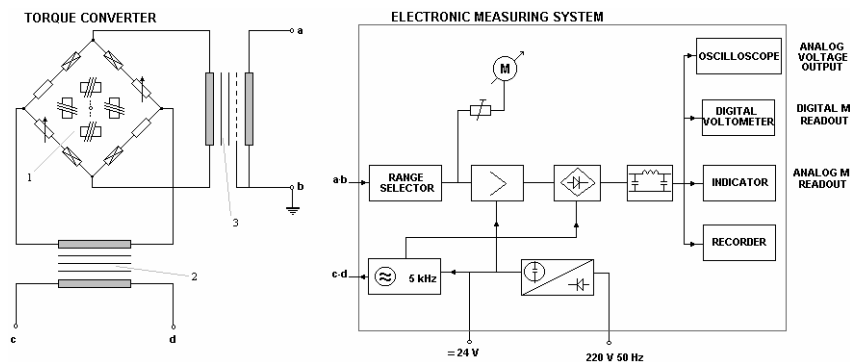 TORQUE CONVERTER
a
1
3
b
2
c
d
ELECTRONIC MEASURING SYSTEM
M
OSCILLOSCOPE
ANALOG
VOLTAGE
OUTPUT
DIGITAL
VOLTOMETER
DIGITAL M
READOUT
a-b
RANGE
SELECTOR
INDICATOR
ANALOG M
READOUT
RECORDER
c-d
5 kHz
= 24 V
220 V 50 Hz